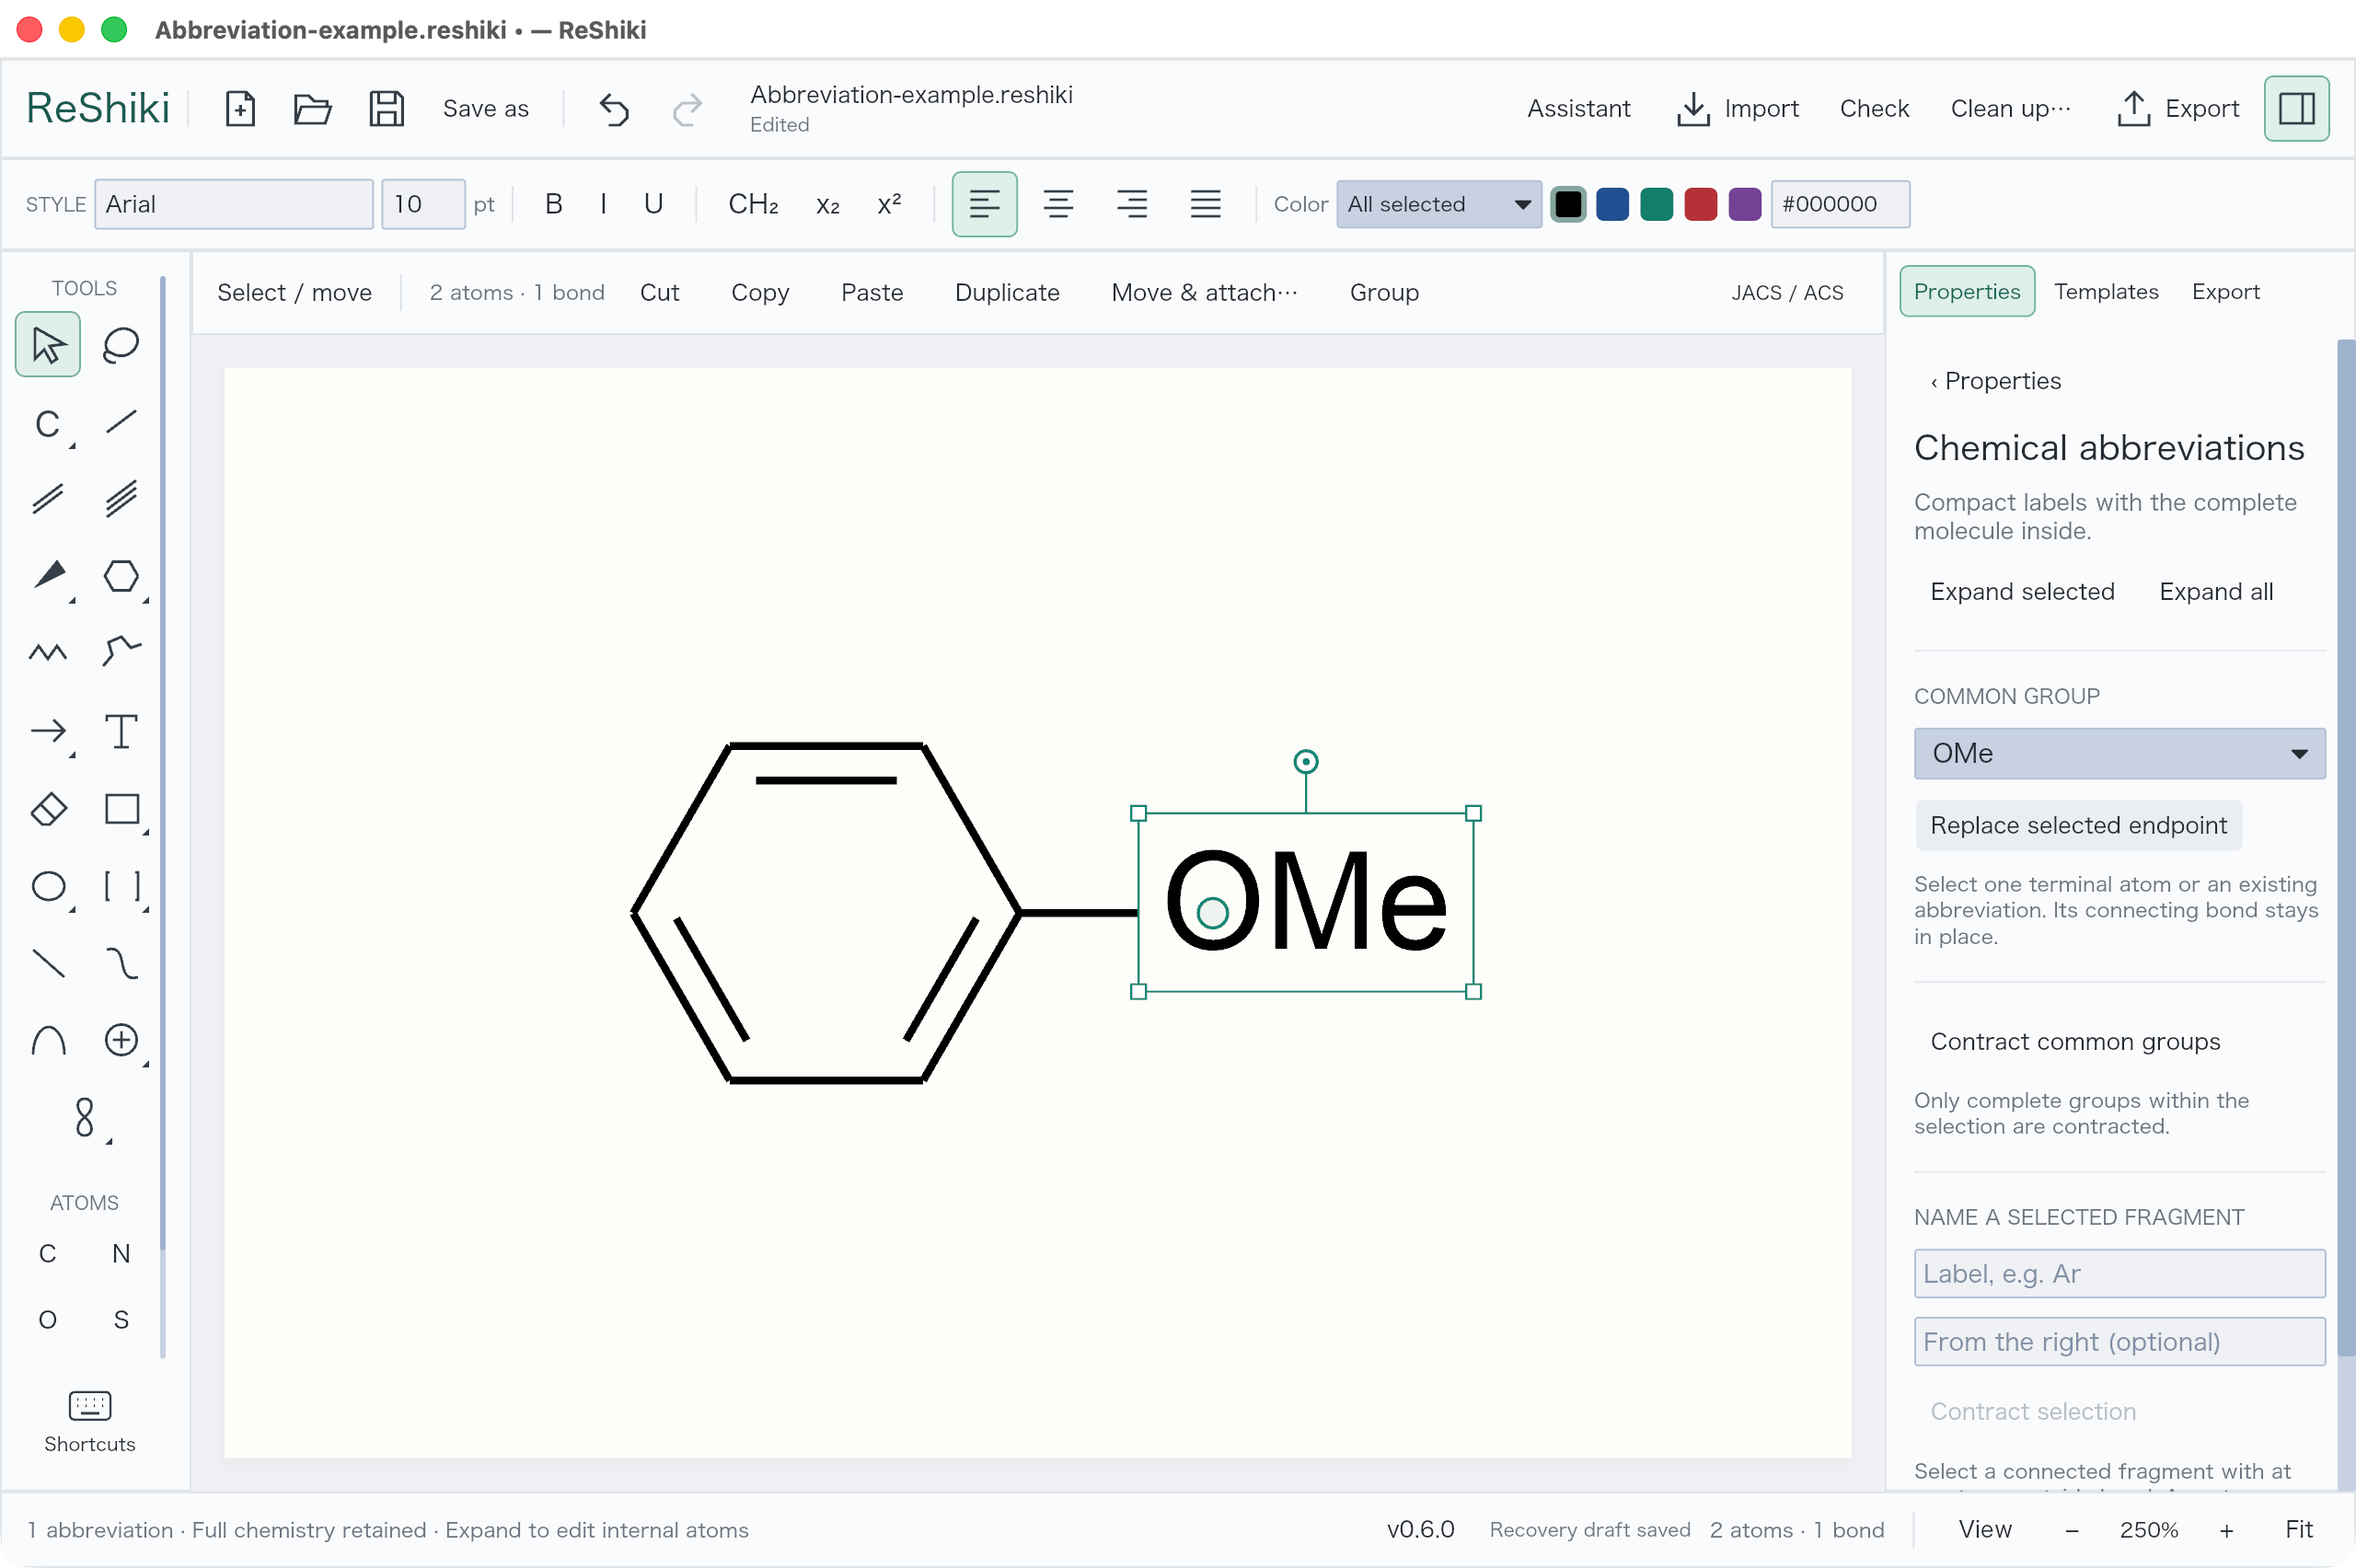 Abbreviation-example.reshiki • — ReShiki
ReShiki
Save as
Abbreviation-example.reshiki
Edited
Assistant
Import
Check
Clean up···
Export
STYLE
Arial
10
pt
B
I
U
CH₂
x₂
x²
Color
All selected
#000000
TOOLS
C
T
ATOMS
C N
O S
Shortcuts
Select / move
2 atoms · 1 bond
Cut
Copy
Paste
Duplicate
Move & attach···
Group
JACS / ACS
OMe
Properties
Templates
Export
‹ Properties
Chemical abbreviations
Compact labels with the complete
molecule inside.
Expand selected
Expand all
COMMON GROUP
OMe
Replace selected endpoint
Select one terminal atom or an existing
abbreviation. Its connecting bond stays
in place.
Contract common groups
Only complete groups within the
selection are contracted.
NAME A SELECTED FRAGMENT
Label, e.g. Ar
From the right (optional)
Contract selection
Select a connected fragment with at
1 abbreviation · Full chemistry retained · Expand to edit internal atoms
v0.6.0
Recovery draft saved
2 atoms · 1 bond
View
–
250%
+
Fit